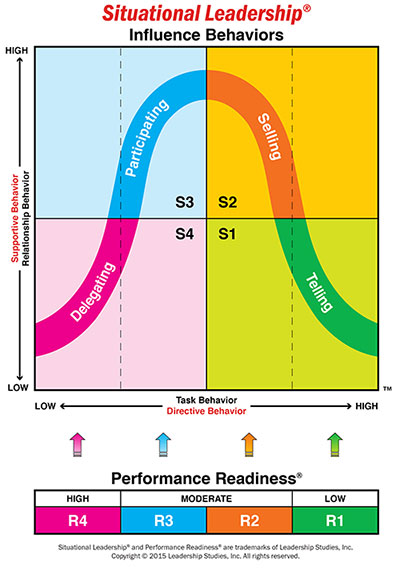 Situational Leadership®
Influence Behaviors
HIGH
Supportive Behavior
Relationship Behavior
LOW
Participating
Selling
S3
S2
S4
S1
Delegating
Telling
™
Task Behavior
LOW
HIGH
Directive Behavior
Performance Readiness®
HIGH
MODERATE
LOW
R4
R3
R2
R1
Situational Leadership® and Performance Readiness® are trademarks of Leadership Studies, Inc.
Copyright © 2015 Leadership Studies, Inc. All rights reserved.